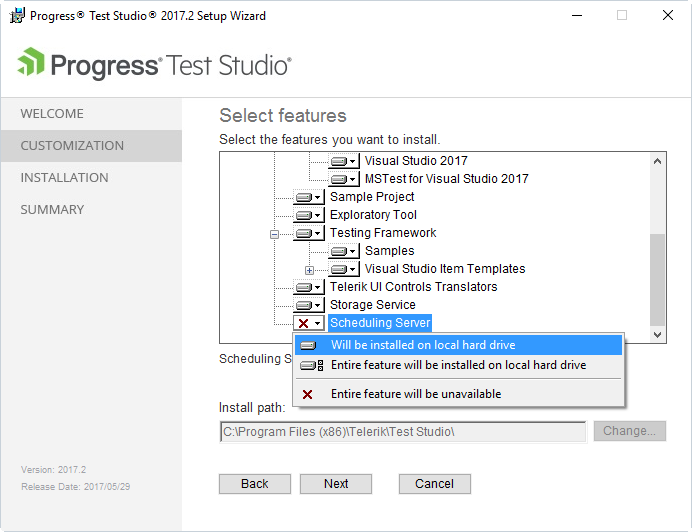 Progress® Test Studio® 2017.2 Setup Wizard
Progress® Test Studio®
WELCOME
CUSTOMIZATION
INSTALLATION
SUMMARY
Version: 2017.2
Release Date: 2017/05/29
Select features
Select the features you want to install.
Visual Studio 2017
MSTest for Visual Studio 2017
Sample Project
Exploratory Tool
Testing Framework
Samples
Visual Studio Item Templates
Telerik UI Controls Translators
Storage Service
Scheduling Server
Will be installed on local hard drive
Entire feature will be installed on local hard drive
Entire feature will be unavailable
Scheduling S
Install path:
C:\Program Files (x86)\Telerik\Test Studio\
Change...
Back
Next
Cancel